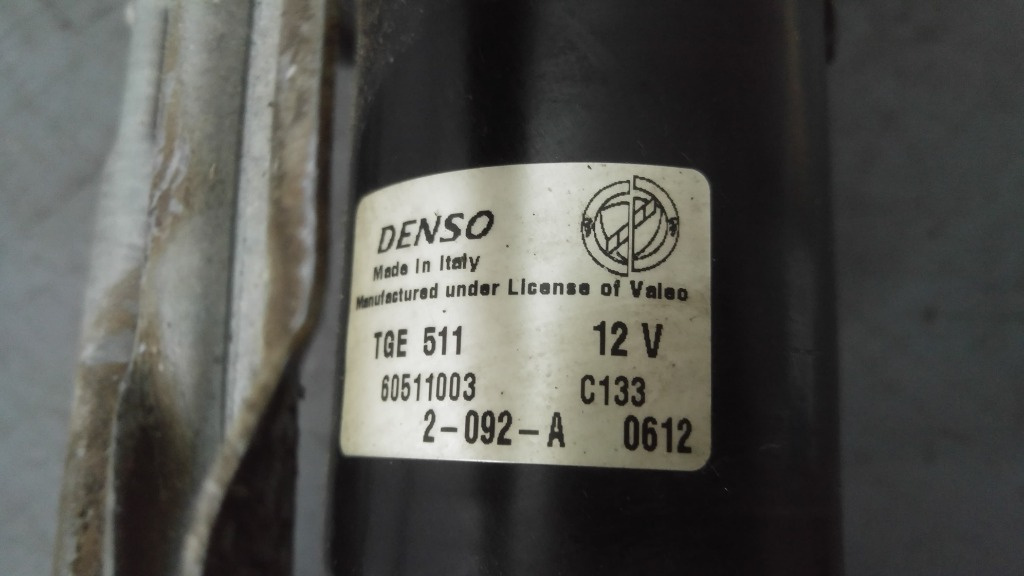 DENSO
Made in Italy
Manufactured under License of Valeo
TGE 511 12 V
60511003 C133
2-092-A 0612